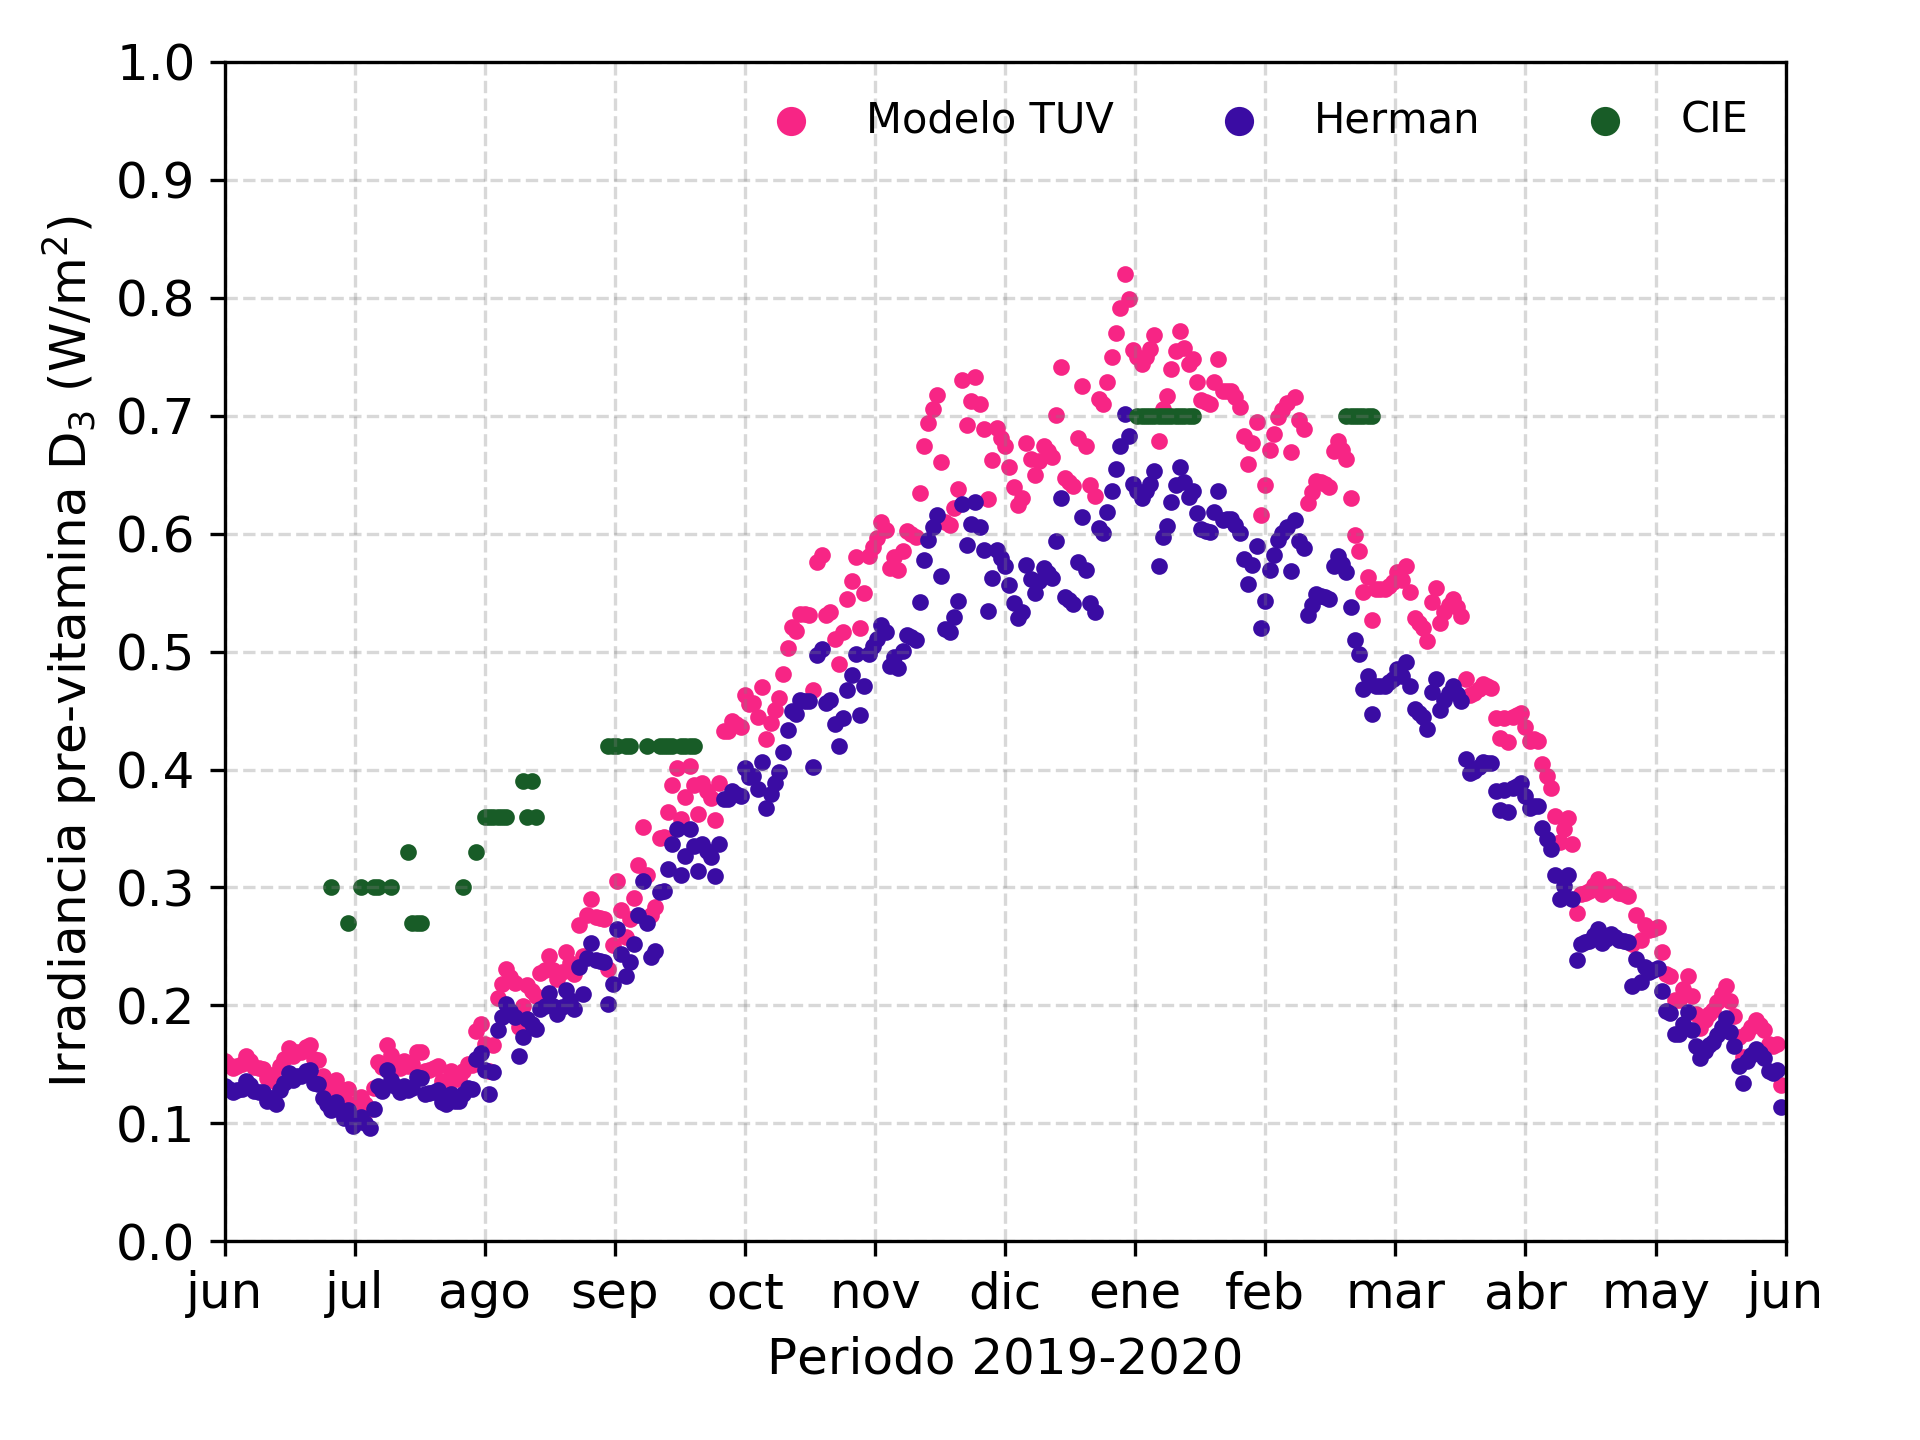 Modelo TUV Herman CIE
1.0
0.9
0.8
0.7
0.6
0.5
0.4
0.3
0.2
0.1
0.0
Irradiancia pre-vitamina D₃ (W/m²)
jun jul ago sep oct nov dic ene feb mar abr may jun
Periodo 2019-2020